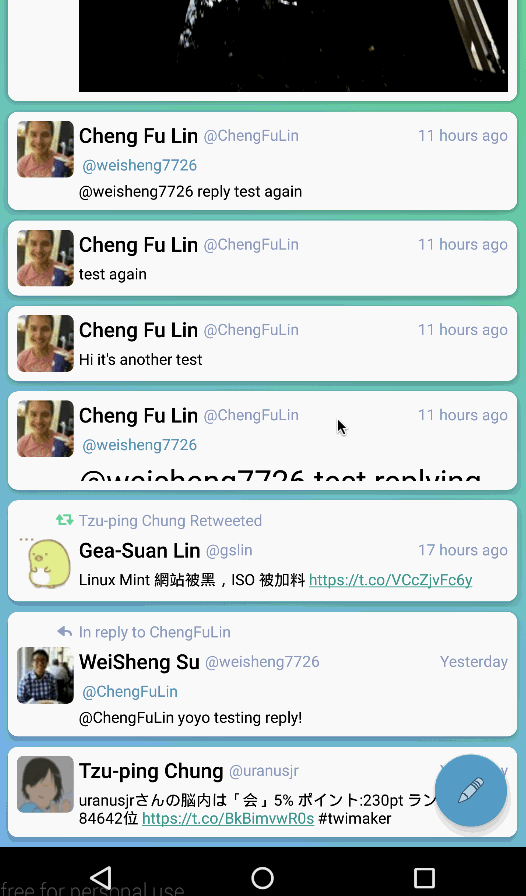 Cheng Fu Lin @ChengFuLin 11 hours ago
@weisheng7726
@weisheng7726 reply test again
Cheng Fu Lin @ChengFuLin 11 hours ago
test again
Cheng Fu Lin @ChengFuLin 11 hours ago
Hi it's another test
Cheng Fu Lin @ChengFuLin 11 hours ago
@weisheng7726
@weisheng7726 test replying
Tzu-ping Chung Retweeted
Gea-Suan Lin @gslin 17 hours ago
Linux Mint 網站被黑，ISO 被加料 https://t.co/VCcZjvFc6y
In reply to ChengFuLin
WeiSheng Su @weisheng7726 Yesterday
@ChengFuLin
@ChengFuLin yoyo testing reply!
Tzu-ping Chung @uranusjr
uranusjrさんの脳内は「会」5% ポイント:230pt ラン
84642位 https://t.co/BkBimvwR0s #twimaker
free for personal use